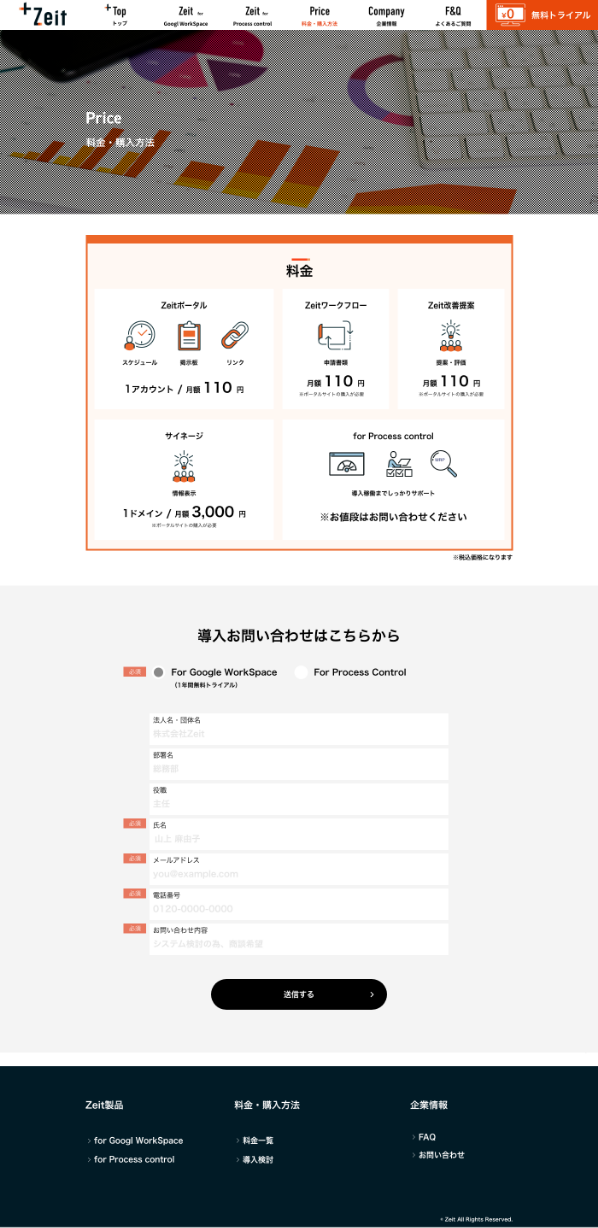 +Zeit
+Top
トップ
Zeit for
Googl WorkSpace
Zeit for
Process control
Price
料金・購入方法
Company
企業情報
F&Q
よくあるご質問
¥0
無料トライアル
Price
料金・購入方法
料金
Zeitポータル
スケジュール
掲示板
リンク
1アカウント / 月額 110 円
Zeitワークフロー
申請書類
月額 110 円
※ポータルサイトの購入が必要
Zeit改善提案
提案・評価
月額 110 円
※ポータルサイトの購入が必要
サイネージ
情報表示
1ドメイン / 月額 3,000 円
※ポータルサイトの購入が必要
for Process control
導入稼働までしっかりサポート
※お値段はお問い合わせください
※税込価格になります
導入お問い合わせはこちらから
必須
For Google WorkSpace
(1年間無料トライアル)
For Process Control
法人名・団体名
株式会社Zeit
部署名
総務部
役職
主任
必須
氏名
山上 麻由子
必須
メールアドレス
you@example.com
必須
電話番号
0120-0000-0000
必須
お問い合わせ内容
システム検討の為、商談希望
送信する
Zeit製品
for Googl WorkSpace
for Process control
料金・購入方法
料金一覧
導入検討
企業情報
FAQ
お問い合わせ
+ Zeit All Rights Reserved.